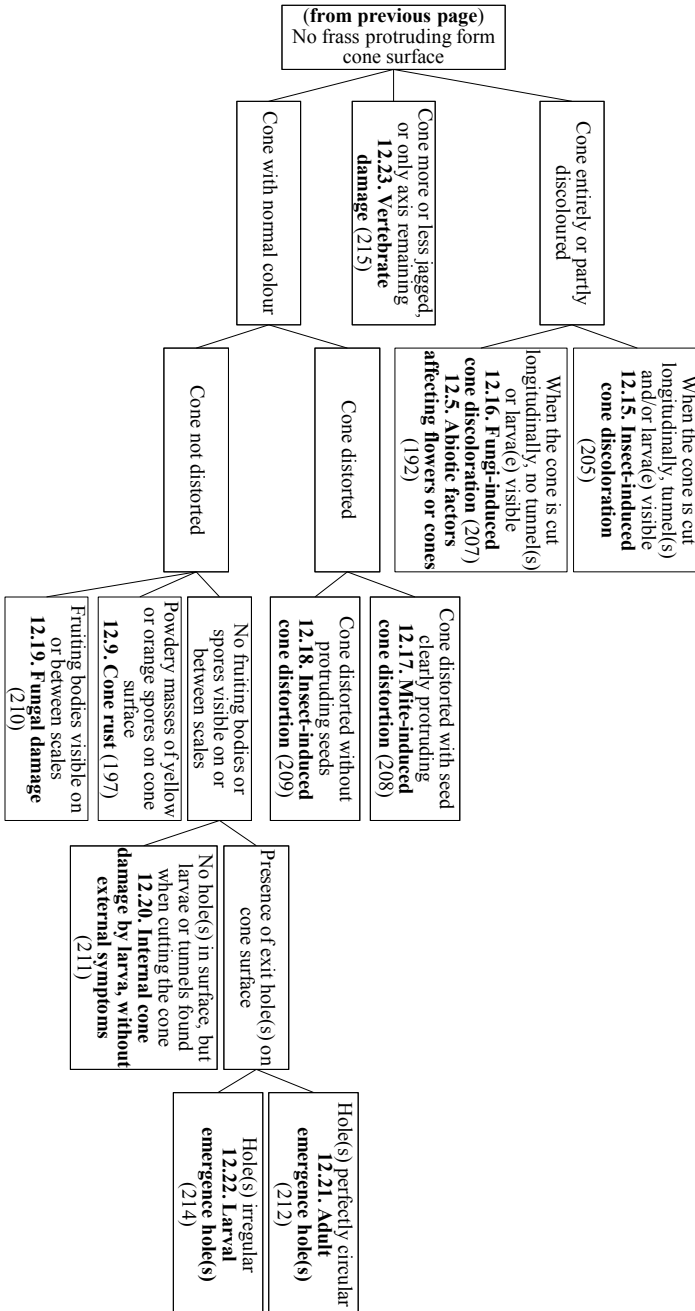 (from previous page)
No frass protruding form
cone surface
Cone entirely or partly
discoloured
When the cone is cut
longitudinally, tunnel(s)
and/or larva(e) visible
12.15. Insect-induced
cone discoloration
(205)
When the cone is cut
longitudinally, no tunnel(s)
or larva(e) visible
12.16. Fungi-induced
cone discoloration (207)
12.5. Abiotic factors
affecting flowers or cones
(192)
Cone more or less jagged,
or only axis remaining
12.23. Vertebrate
damage (215)
Cone with normal colour
Cone distorted
Cone distorted with seed
clearly protruding
12.17. Mite-induced
cone distortion (208)
Cone distorted without
protruding seeds
12.18. Insect-induced
cone distortion (209)
Cone not distorted
No fruiting bodies or
spores visible on or
between scales
Presence of exit hole(s) on
cone surface
Hole(s) perfectly circular
12.21. Adult
emergence hole(s)
(212)
Hole(s) irregular
12.22. Larval
emergence hole(s)
(214)
No hole(s) in surface, but
larvae or tunnels found
when cutting the cone
12.20. Internal cone
damage by larva, without
external symptoms
(211)
Powdery masses of yellow
or orange spores on cone
surface
12.9. Cone rust (197)
Fruiting bodies visible on
or between scales
12.19. Fungal damage
(210)